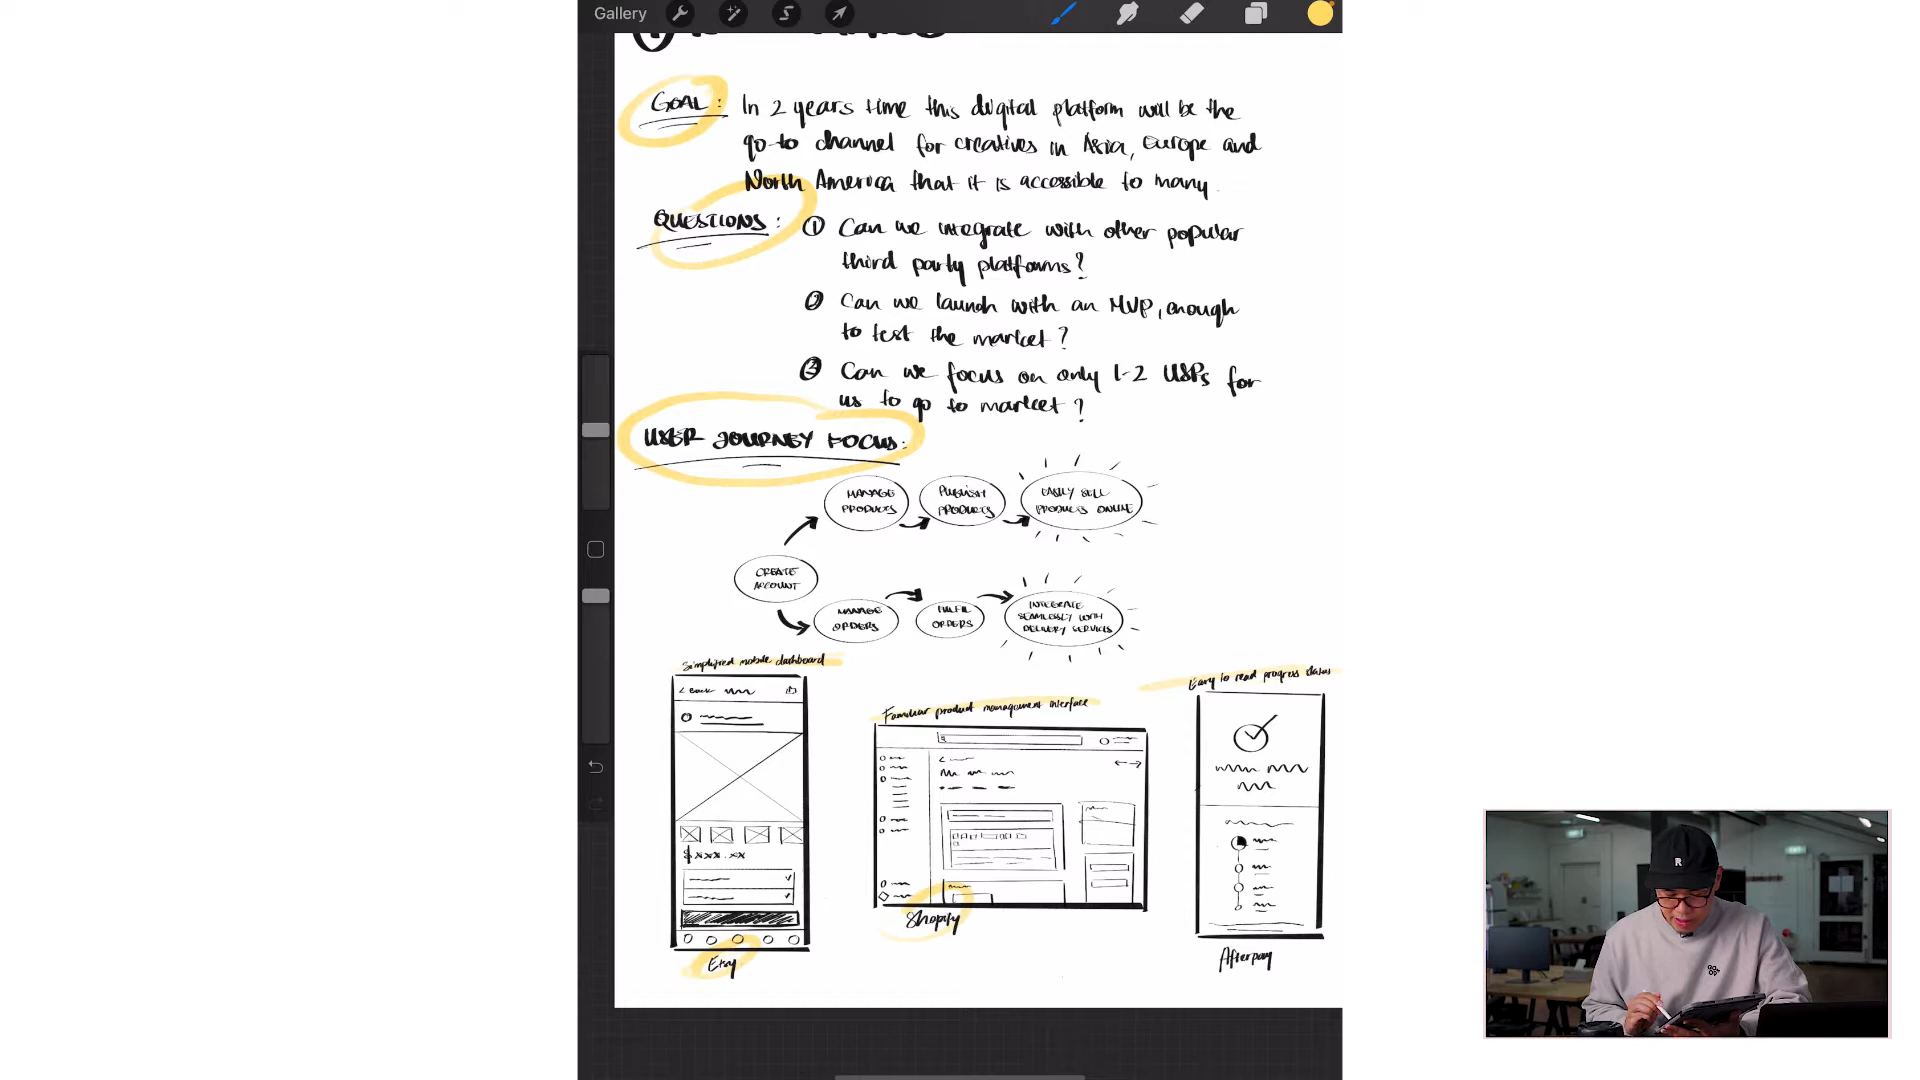 Gallery
GOAL: In 2 years time this digital platform will be the
go-to channel for creatives in Asia, Europe and
North America that it is accessible to many.
QUESTIONS: ① Can we integrate with other popular
third party platforms?
② Can we launch with an MVP, enough
to test the market?
③ Can we focus on only 1-2 USPs for
us to go to market?
USER JOURNEY FOCUS:
MANAGE
PRODUCTS
PUBLISH
PRODUCTS
EASILY SELL
PRODUCTS ONLINE
CREATE
ACCOUNT
MANAGE
ORDERS
FULFIL
ORDERS
INTEGRATE
SEAMLESSLY WITH
DELIVERY SERVICES
Simplified mobile dashboard
< BACK
$xxx.xx
Etsy
Familiar product management interface
Shopify
Easy to read progress status
Afterpay
R